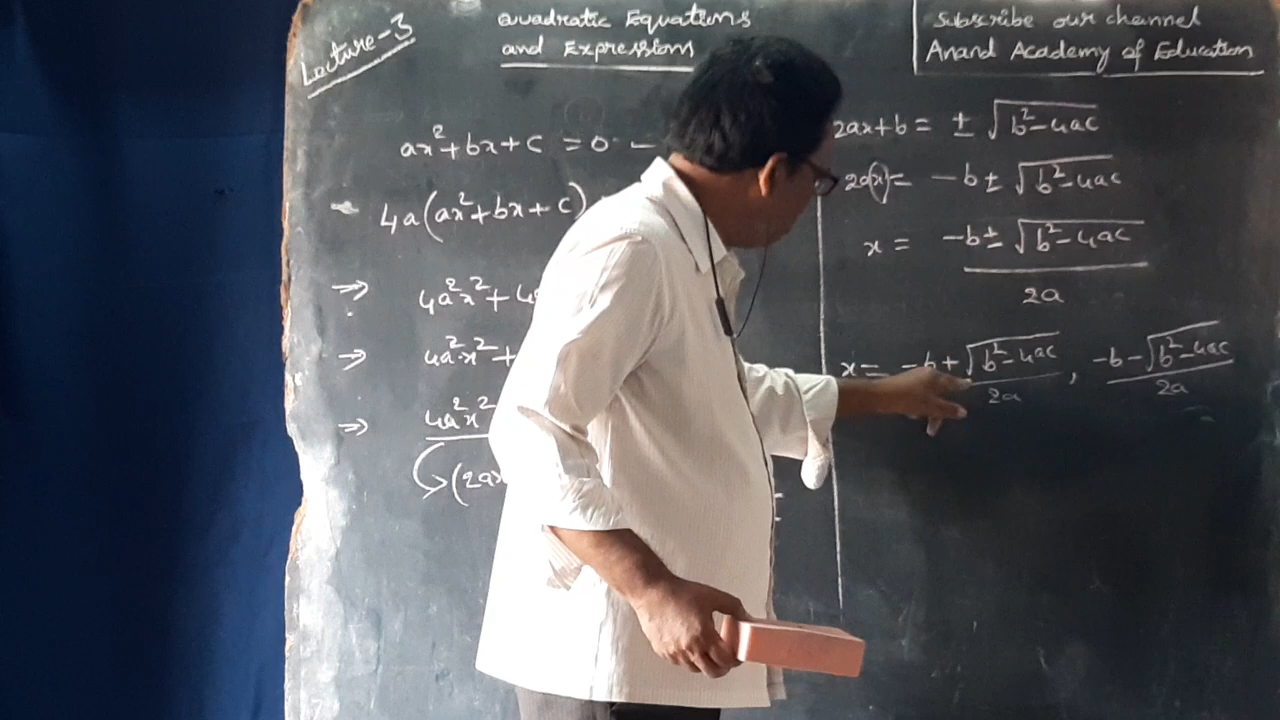 Lecture-3
Quadratic Equations
and Expressions
Subscribe our channel
Anand Academy of Education
ax²+bx+c = 0 -
4a(ax²+bx+c)
⇒ 4a²x²+4
⇒ 4a²x²+
⇒ 4a²x²
(2ax
2ax+b = ± √b²-4ac
2a(x) = -b ± √b²-4ac
x = -b ± √b²-4ac
2a
x = -b + √b²-4ac / 2a , -b - √b²-4ac / 2a